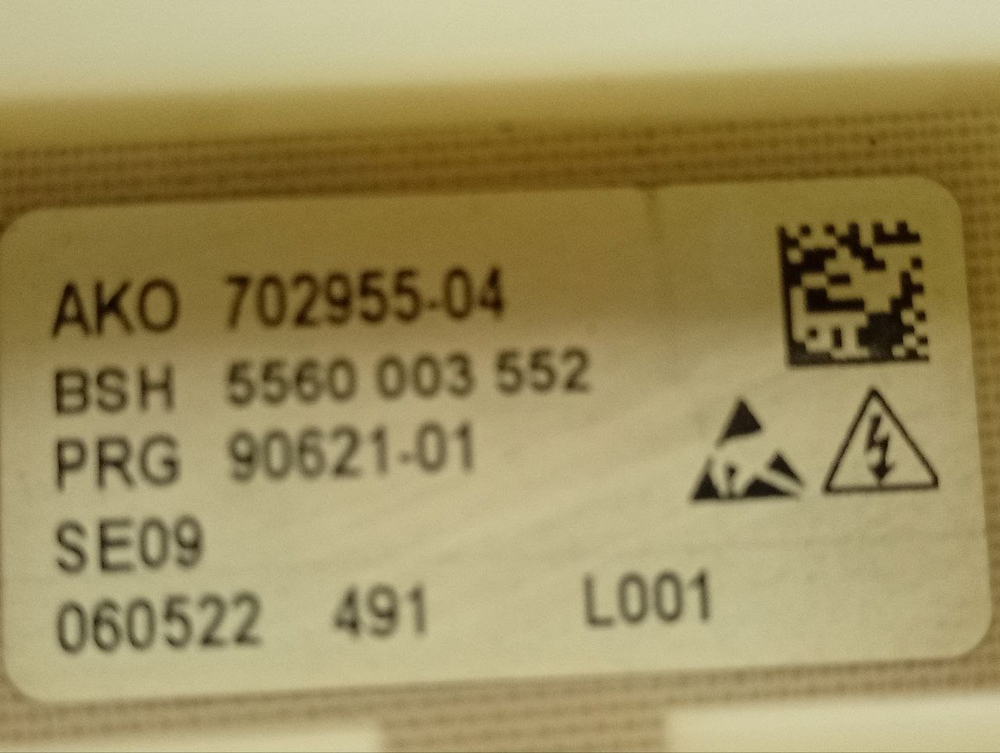 AKO 702955-04
BSH 5560 003 552
PRG 90621-01
SE09
060522 491 L001